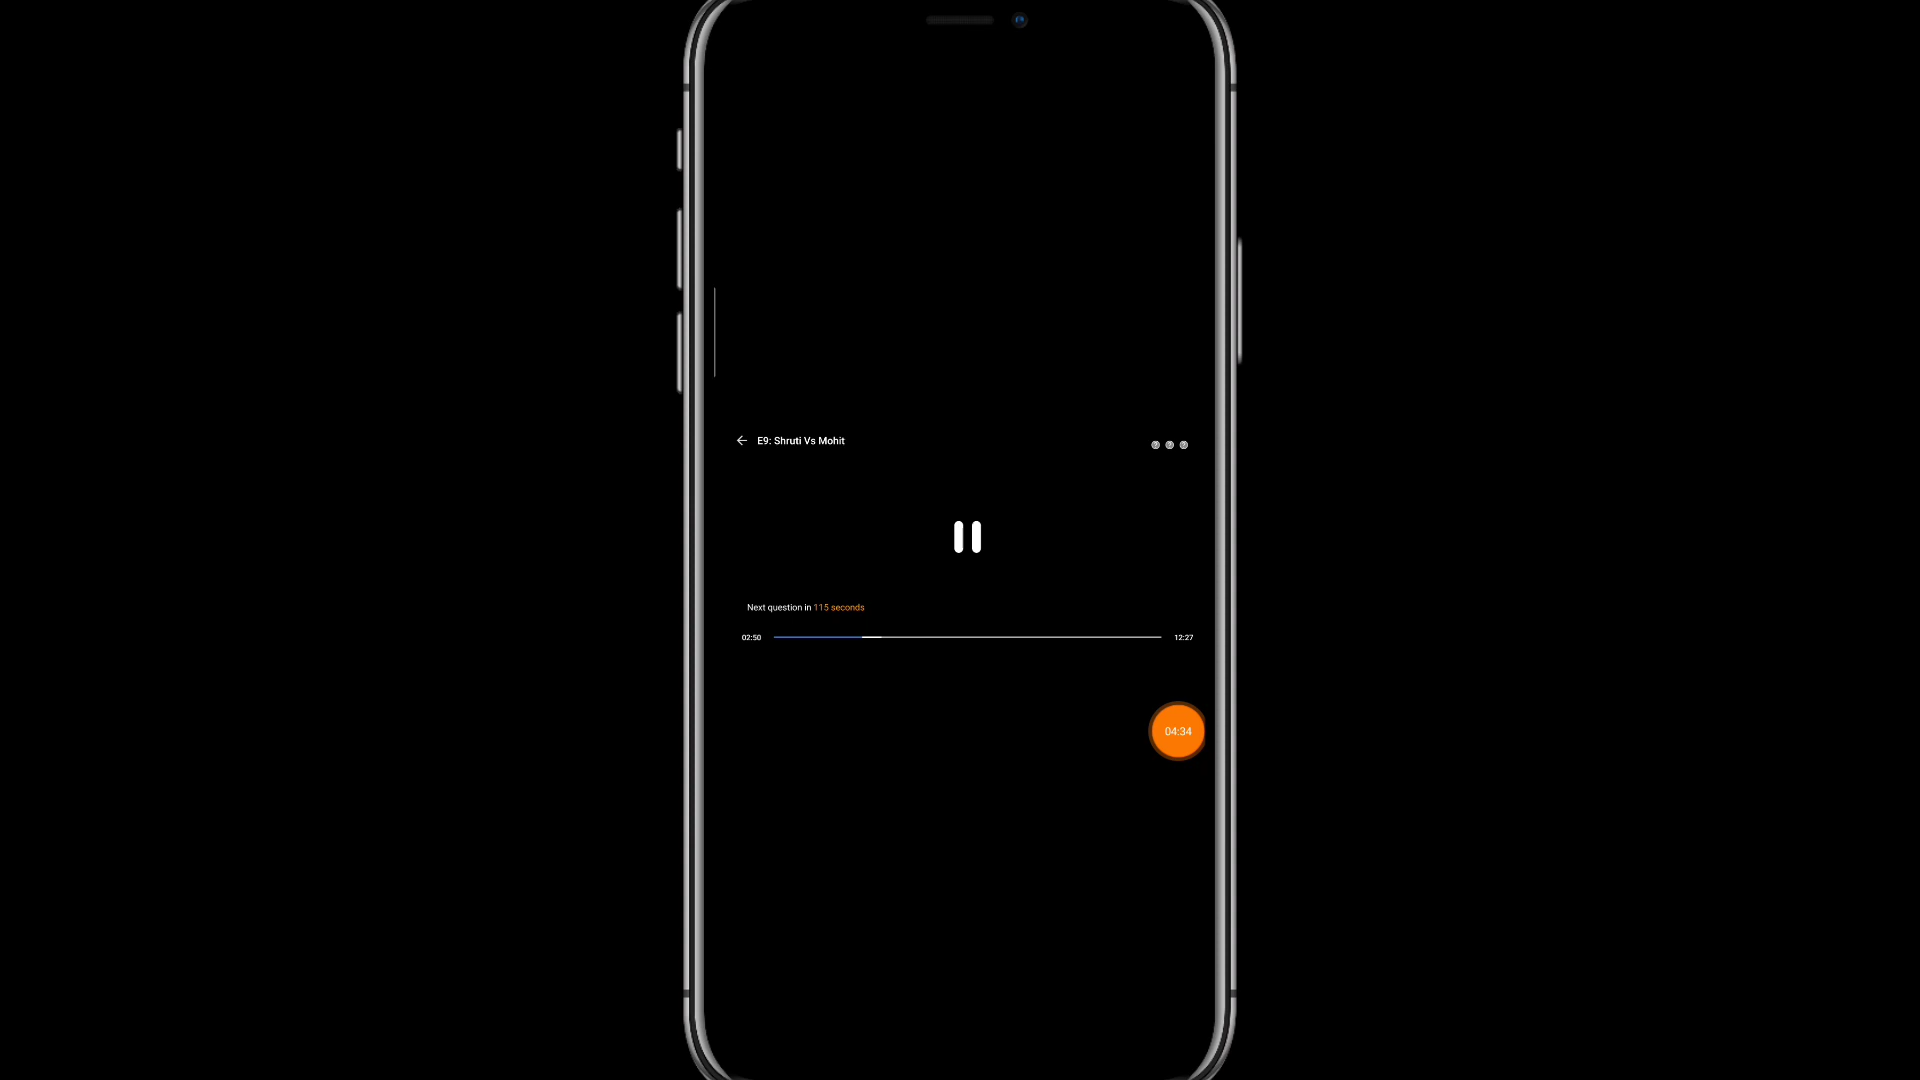 E9: Shruti Vs Mohit
Next question in 115 seconds
02:50
12:27
04:34